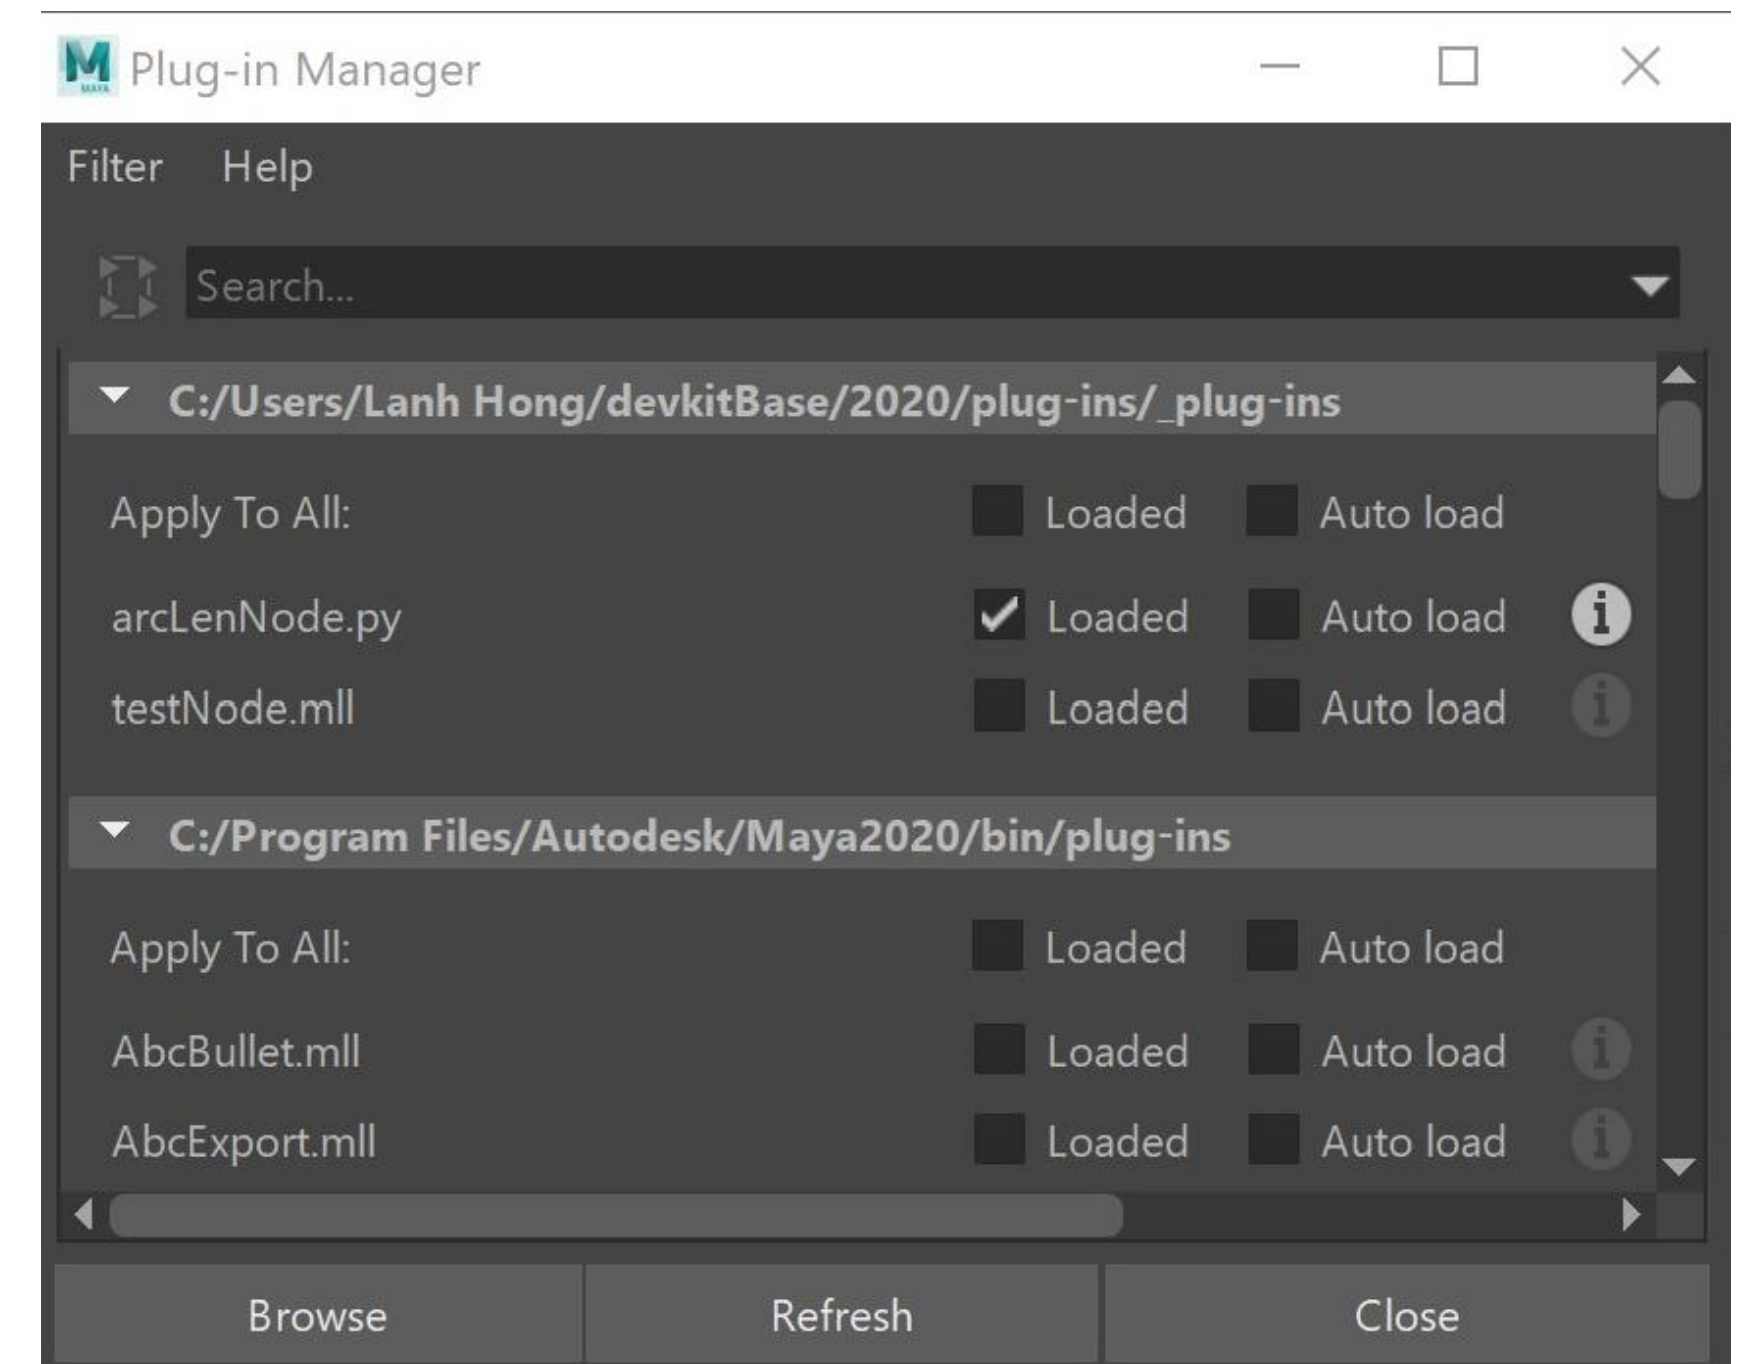 MAYA Plug-in Manager
Filter Help
Search...
C:/Users/Lanh Hong/devkitBase/2020/plug-ins/_plug-ins
Apply To All: Loaded Auto load
arcLenNode.py Loaded Auto load
testNode.mll Loaded Auto load
C:/Program Files/Autodesk/Maya2020/bin/plug-ins
Apply To All: Loaded Auto load
AbcBullet.mll Loaded Auto load
AbcExport.mll Loaded Auto load
Browse Refresh Close